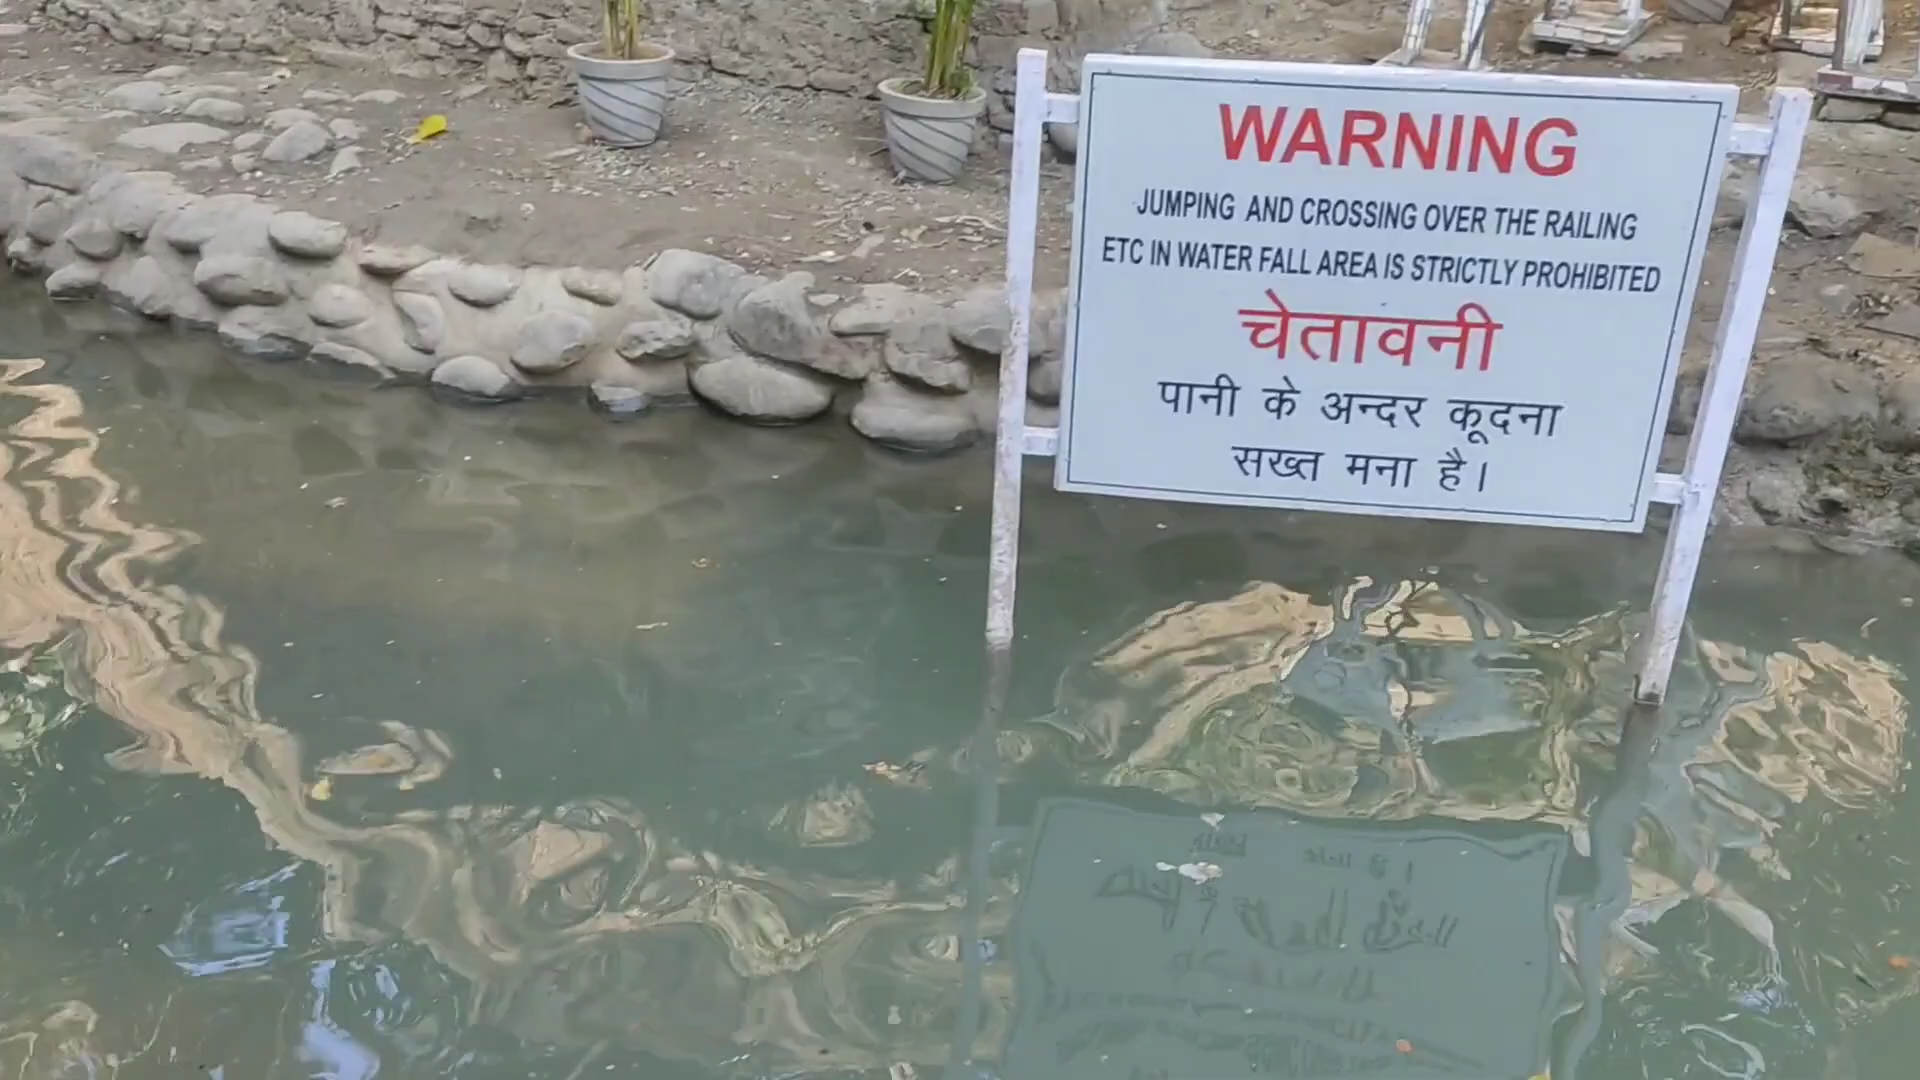 WARNING
JUMPING AND CROSSING OVER THE RAILING
ETC IN WATER FALL AREA IS STRICTLY PROHIBITED
चेतावनी
पानी के अन्दर कूदना
सख्त मना है।